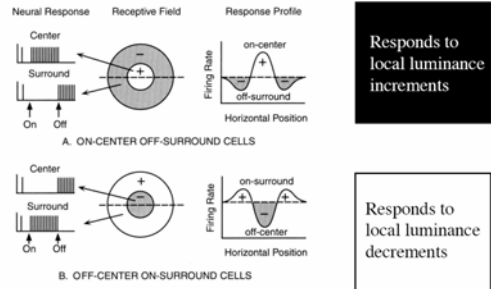 Neural Response Receptive Field Response Profile
Center
Surround
On Off
+
−
Firing Rate
on-center
+
− −
off-surround
Horizontal Position
A. ON-CENTER OFF-SURROUND CELLS
Responds to
local luminance
increments
Center
Surround
On Off
+
−
Firing Rate
on-surround
+ +
−
off-center
Horizontal Position
B. OFF-CENTER ON-SURROUND CELLS
Responds to
local luminance
decrements